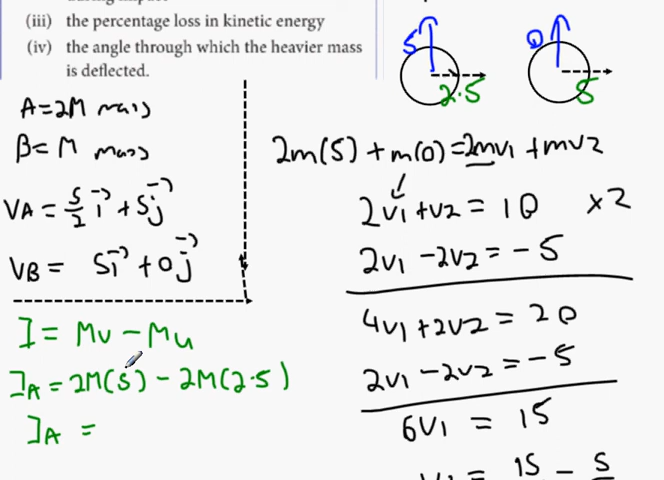 (iii) the percentage loss in kinetic energy
(iv) the angle through which the heavier mass
is deflected.
5
2.5
0
5
A=2M mass
B=M mass
VA = 5/2 i + 5j
VB = 5i + 0j
I = Mv - Mu
IA = 2M(5) - 2M(2.5)
IA =
2m(5) + m(0) = 2mv1 + mv2
2v1 + v2 = 10 x2
2v1 - 2v2 = -5
4v1 + 2v2 = 20
2v1 - 2v2 = -5
6v1 = 15
15 - 5